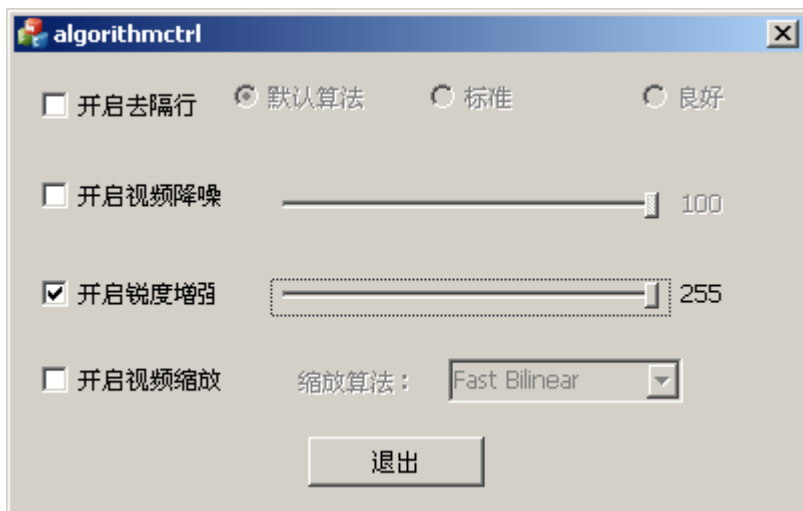 algorithmctrl
开启去隔行 默认算法 标准 良好
开启视频降噪 100
开启锐度增强 255
开启视频缩放 缩放算法： Fast Bilinear
退出